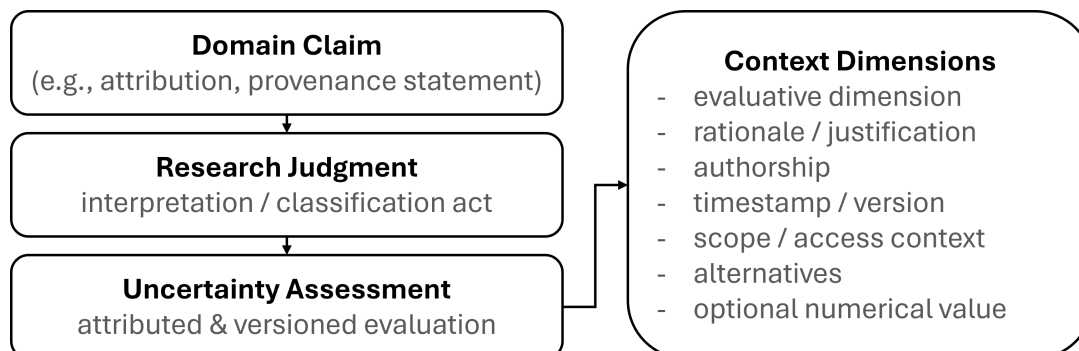 Domain Claim
(e.g., attribution, provenance statement)
Research Judgment
interpretation / classification act
Uncertainty Assessment
attributed & versioned evaluation
Context Dimensions
- evaluative dimension
- rationale / justification
- authorship
- timestamp / version
- scope / access context
- alternatives
- optional numerical value